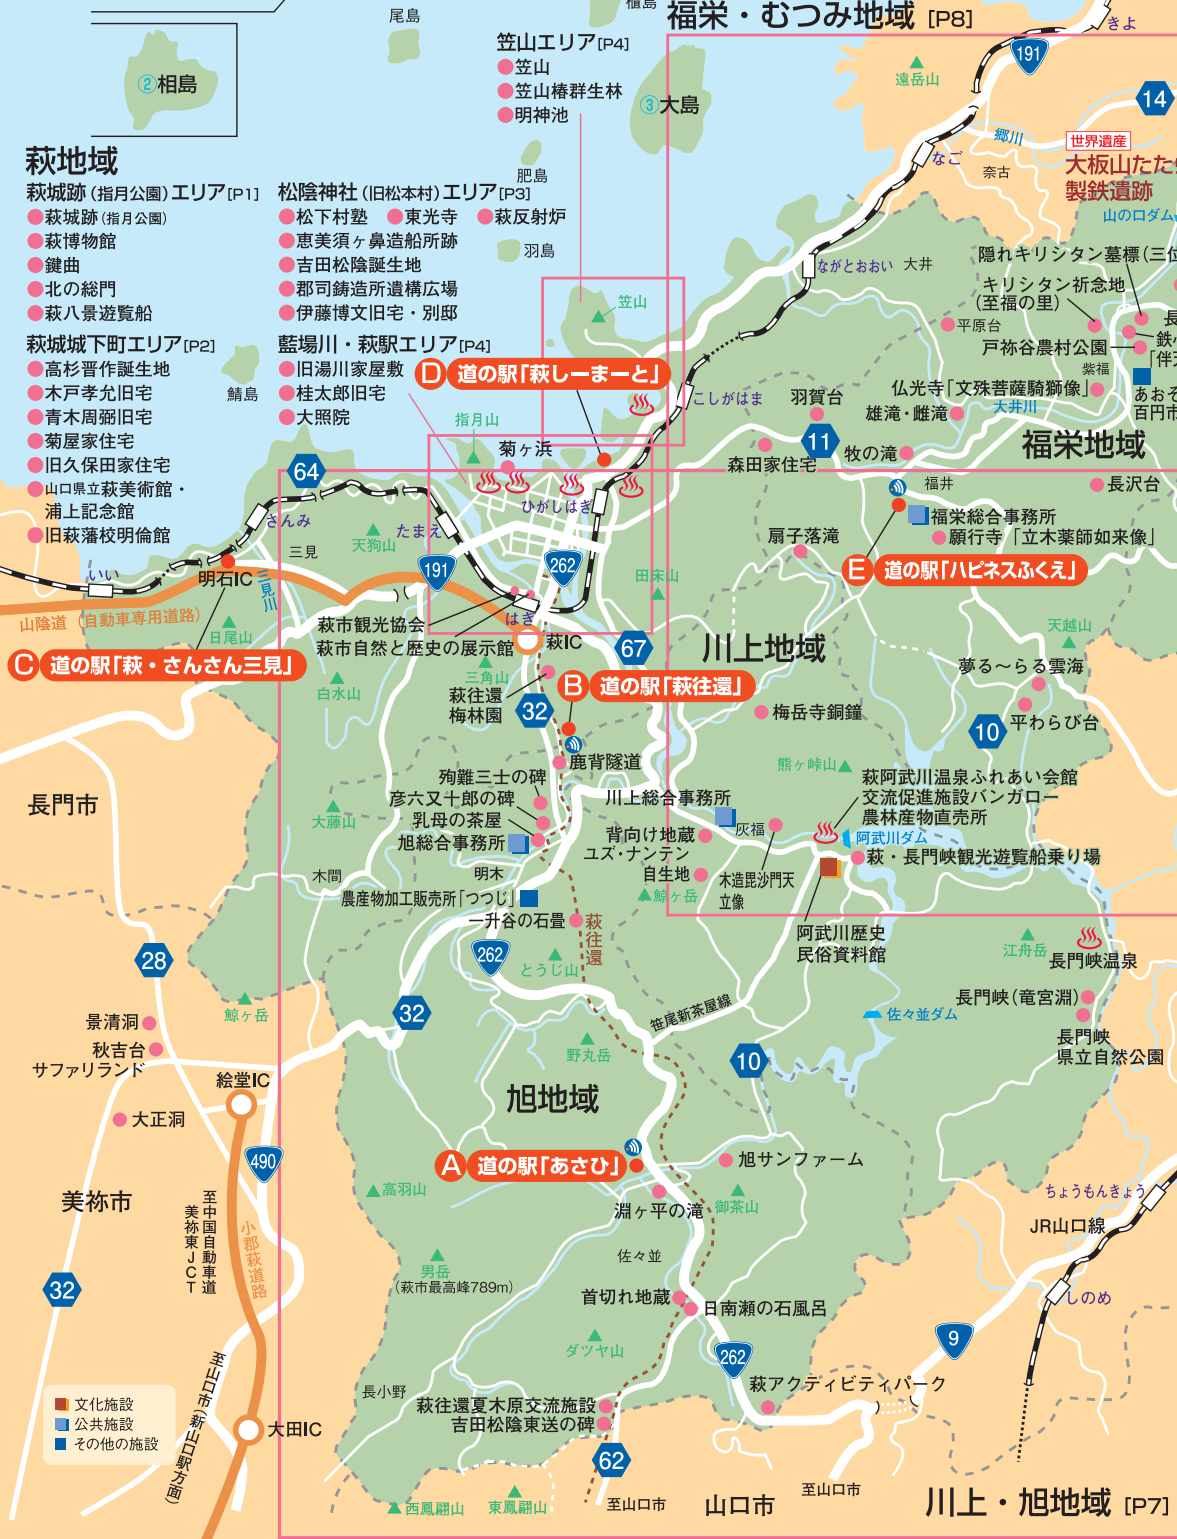 尾島
櫃島
福栄・むつみ地域 [P8]
きよ
笠山エリア[P4]
笠山
笠山椿群生林
明神池
②相島
③大島
遠岳山
191
14
郷川
世界遺産
なご
奈古
大板山たた
製鉄遺跡
山の口ダム
肥島
羽島
萩地域
萩城跡(指月公園)エリア[P1]
萩城跡(指月公園)
萩博物館
鍵曲
北の総門
萩八景遊覧船
萩城城下町エリア[P2]
高杉晋作誕生地
木戸孝允旧宅
青木周弼旧宅
菊屋家住宅
旧久保田家住宅
山口県立萩美術館・
浦上記念館
旧萩藩校明倫館
松陰神社(旧松本村)エリア[P3]
松下村塾 東光寺 萩反射炉
恵美須ヶ鼻造船所跡
吉田松陰誕生地
郡司鋳造所遺構広場
伊藤博文旧宅・別邸
藍場川・萩駅エリア[P4]
旧湯川家屋敷
桂太郎旧宅
大照院
鯖島
ながとおおい
大井
隠れキリシタン墓標(三位
キリシタン祈念地
(至福の里)
平原台
戸祢谷農村公園
紫福
鉄
「伴天
長
仏光寺「文殊菩薩騎獅像」
大井川
あおぞ
百円市
笠山
D 道の駅「萩しーまーと」
こしがはま
羽賀台
雄滝・雌滝
11
福栄地域
森田家住宅
牧の滝
長沢台
福井
指月山
菊ヶ浜
64
さんみ
たまえ
ひがしはぎ
三見
天狗山
福栄総合事務所
願行寺「立木薬師如来像」
扇子落滝
E 道の駅「ハピネスふくえ」
いい
明石IC
三見川
191
262
田床山
山陰道(自動車専用道路)
日尾山
萩市観光協会
萩市自然と歴史の展示館
はぎ
萩IC
67
川上地域
天越山
C 道の駅「萩・さんさん三見」
白水山
三角山
萩往還
梅林園
B 道の駅「萩往還」
32
梅岳寺銅鐘
夢る〜らる雲海
平わらび台
10
鹿背隧道
熊ヶ峠山
萩阿武川温泉ふれあい会館
交流促進施設バンガロー
農林産物直売所
長門市
殉難三士の碑
彦六又十郎の碑
乳母の茶屋
旭総合事務所
大藤山
川上総合事務所
背向け地蔵
ユズ・ナンテン
自生地
灰福
阿武川ダム
萩・長門峡観光遊覧船乗り場
木間
明木
農産物加工販売所「つつじ」
鯨ヶ岳
木造毘沙門天
立像
一升谷の石畳
萩往還
阿武川歴史
民俗資料館
江舟岳
長門峡温泉
28
262
とうじ山
鯨ヶ岳
32
笹尾新茶屋線
佐々並ダム
長門峡(竜宮淵)
長門峡
県立自然公園
景清洞
秋吉台
サファリランド
野丸岳
10
絵堂IC
旭地域
大正洞
490
A 道の駅「あさひ」
旭サンファーム
高羽山
御茶山
淵ヶ平の滝
ちょうもんきょう
JR山口線
美祢市
至中国自動車道
美祢東JCT
小郡萩道路
佐々並
男岳
(萩市最高峰789m)
32
首切れ地蔵
日南瀬の石風呂
しのめ
ダツヤ山
262
9
至山口市(新山口駅方面)
長小野
萩アクティビティパーク
文化施設
公共施設
その他の施設
萩往還夏木原交流施設
吉田松陰東送の碑
大田IC
62
西鳳翩山
東鳳翩山
至山口市
山口市
至山口市
川上・旭地域 [P7]